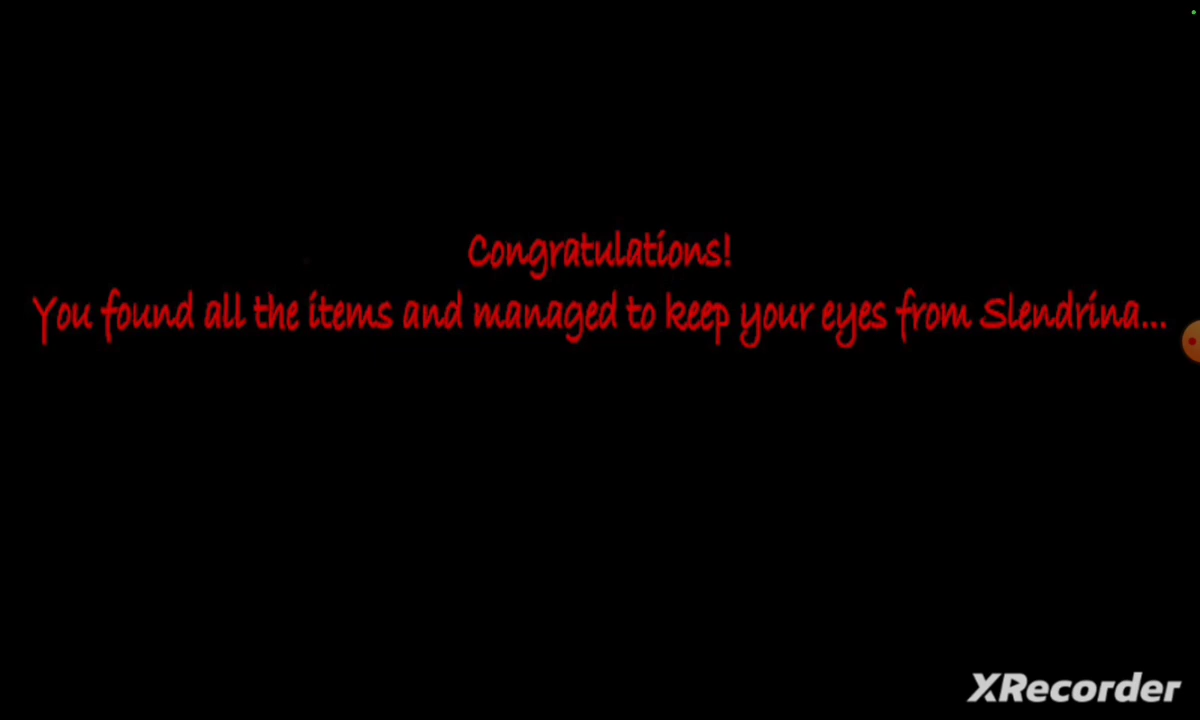 Congratulations!
You found all the items and managed to keep your eyes from Slendrina...
XRecorder